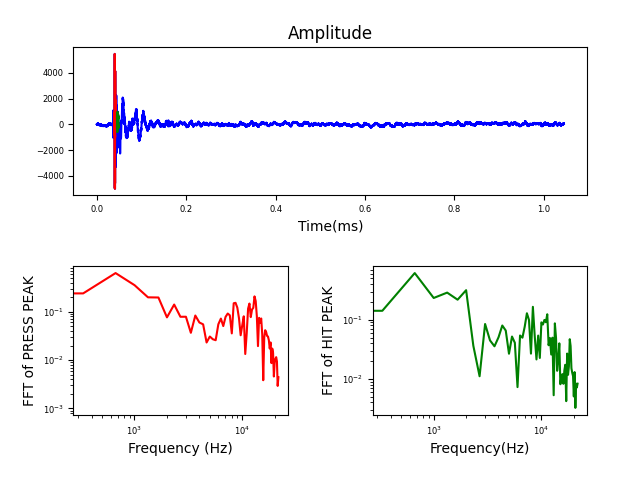 Amplitude
4000
2000
0
−2000
−4000
0.0 0.2 0.4 0.6 0.8 1.0
Time(ms)
FFT of PRESS PEAK
10⁻¹
10⁻²
10⁻³
10³ 10⁴
Frequency (Hz)
FFT of HIT PEAK
10⁻¹
10⁻²
10³ 10⁴
Frequency(Hz)